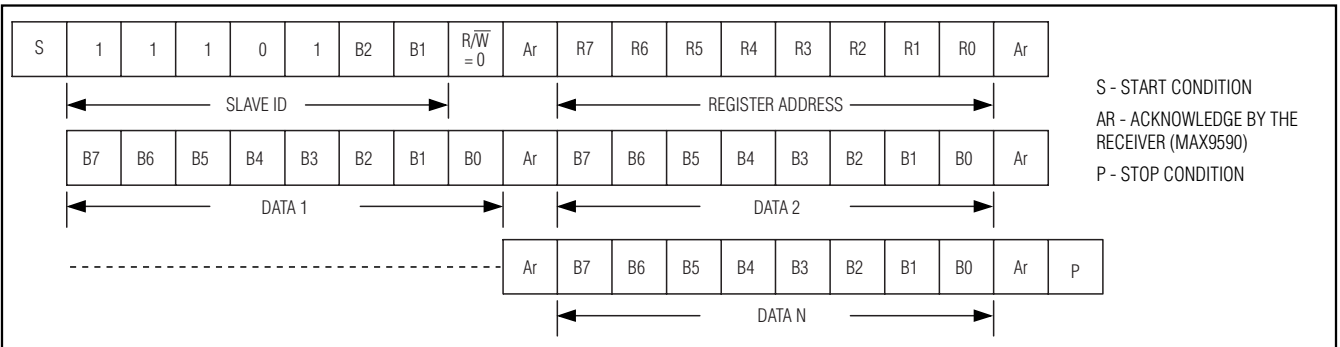 S 1 1 1 0 1 B2 B1 R/W̅ = 0 Ar R7 R6 R5 R4 R3 R2 R1 R0 Ar
SLAVE ID REGISTER ADDRESS
B7 B6 B5 B4 B3 B2 B1 B0 Ar B7 B6 B5 B4 B3 B2 B1 B0 Ar
DATA 1 DATA 2
Ar B7 B6 B5 B4 B3 B2 B1 B0 Ar P
DATA N
S - START CONDITION
AR - ACKNOWLEDGE BY THE
RECEIVER (MAX9590)
P - STOP CONDITION